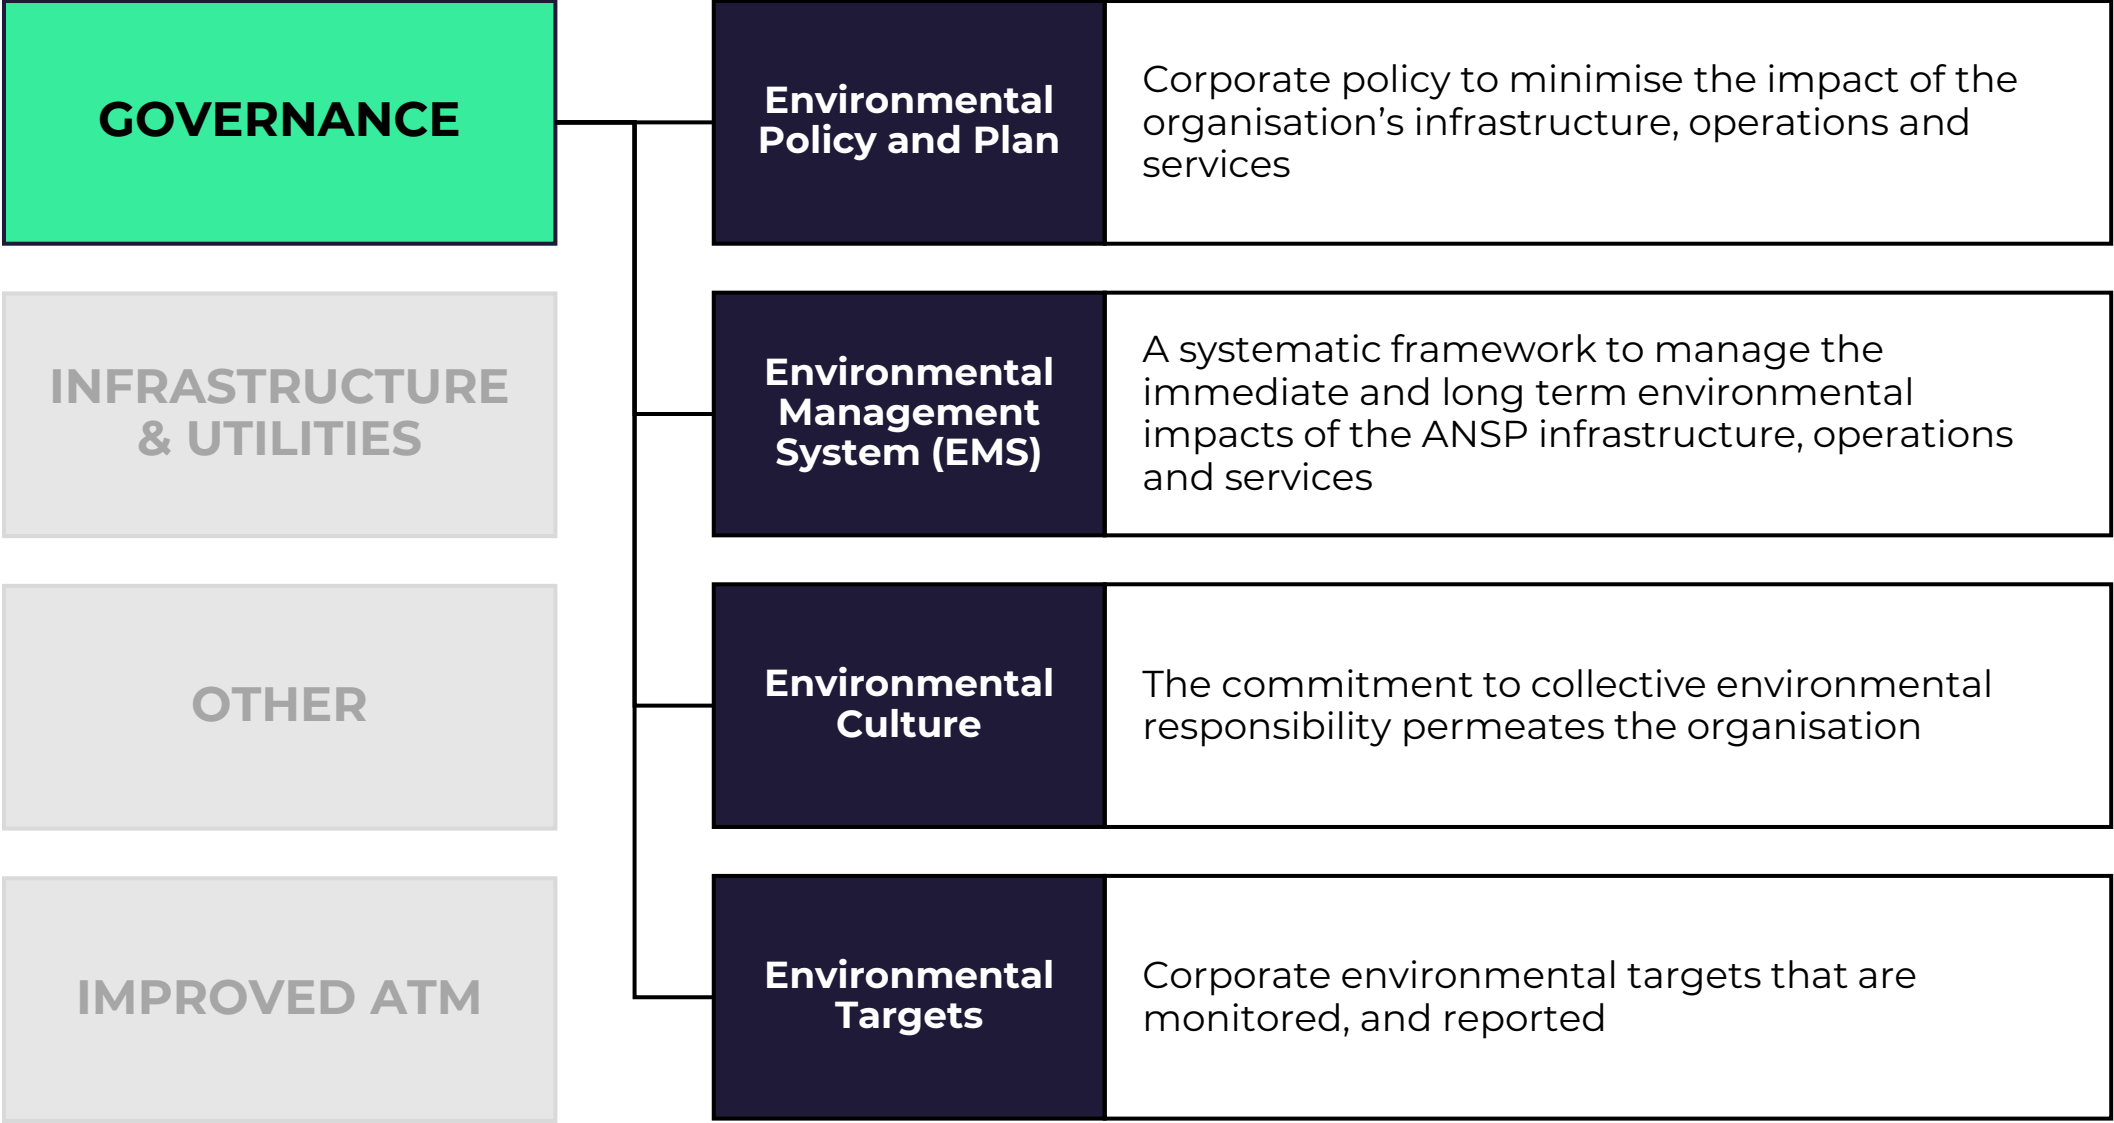 GOVERNANCE
Environmental
Policy and Plan
Corporate policy to minimise the impact of the
organisation’s infrastructure, operations and
services
INFRASTRUCTURE
& UTILITIES
Environmental
Management
System (EMS)
A systematic framework to manage the
immediate and long term environmental
impacts of the ANSP infrastructure, operations
and services
OTHER
Environmental
Culture
The commitment to collective environmental
responsibility permeates the organisation
IMPROVED ATM
Environmental
Targets
Corporate environmental targets that are
monitored, and reported